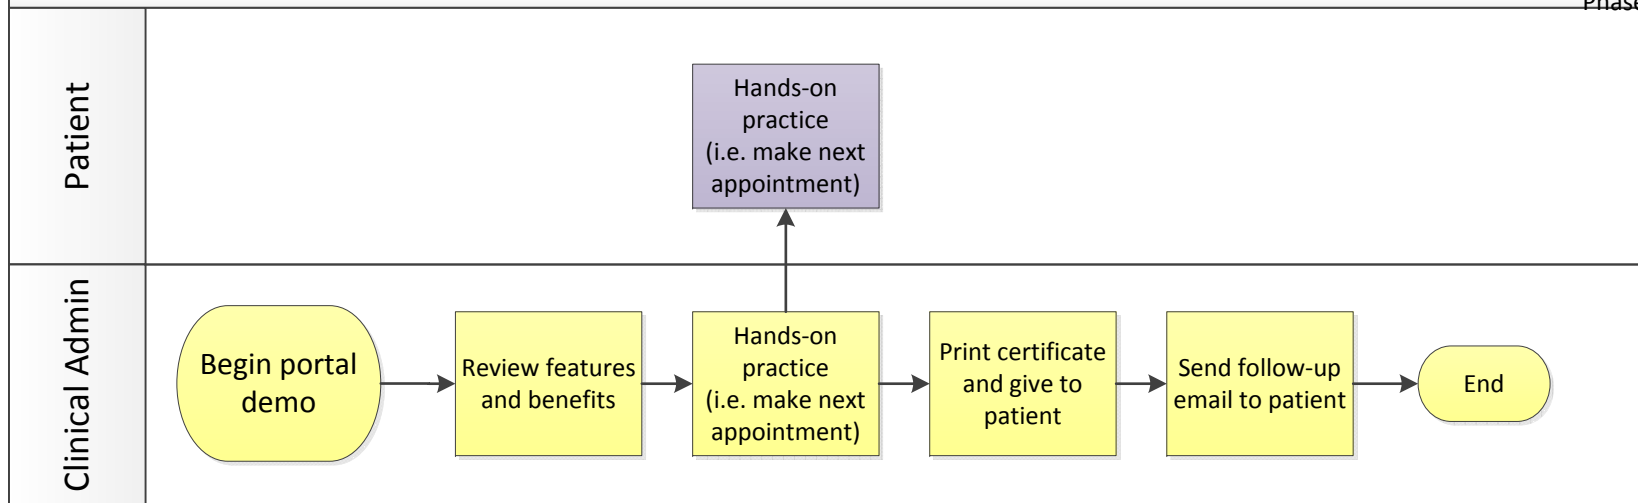 Phase
Patient
Hands-on
practice
(i.e. make next
appointment)
Clinical Admin
Begin portal
demo
Review features
and benefits
Hands-on
practice
(i.e. make next
appointment)
Print certificate
and give to
patient
Send follow-up
email to patient
End